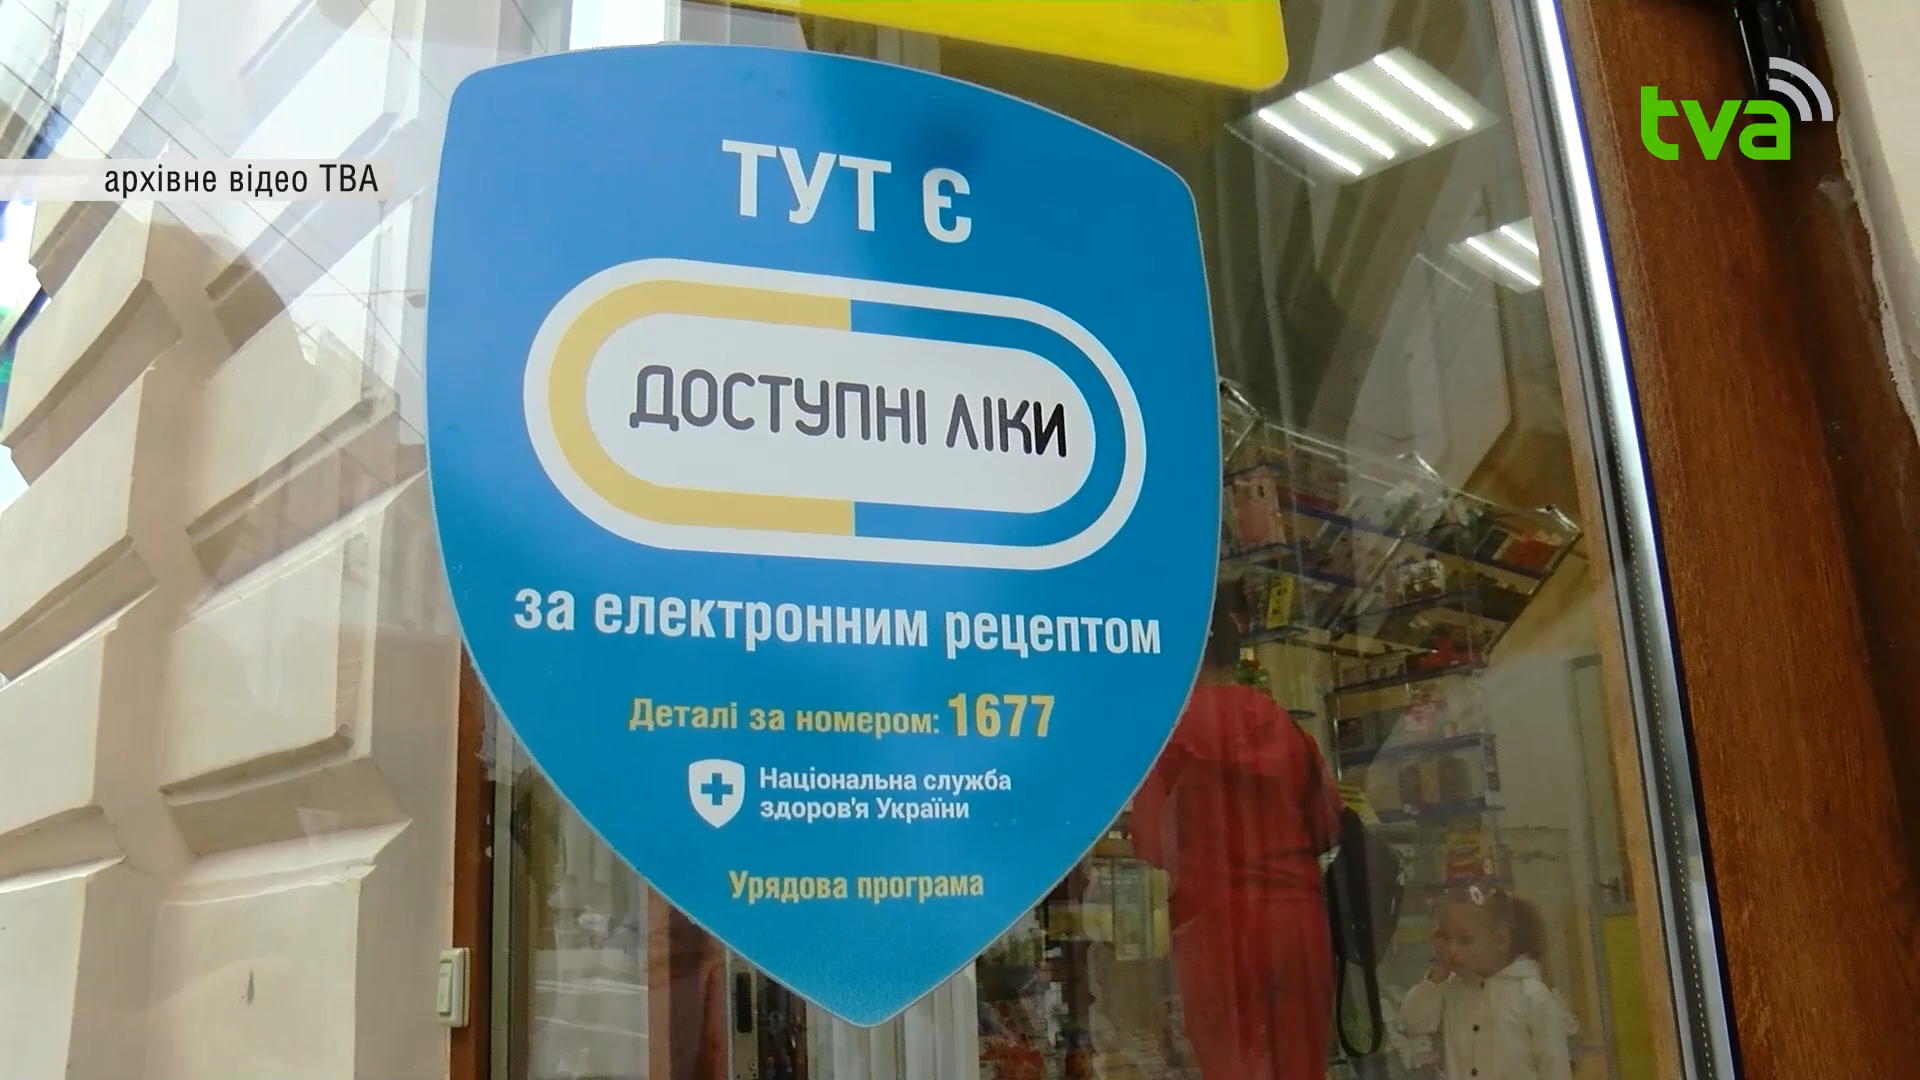 tva
архівне відео ТВА
ТУТ Є
ДОСТУПНІ ЛІКИ
за електронним рецептом
Деталі за номером: 1677
Національна служба
здоров'я України
Урядова програма